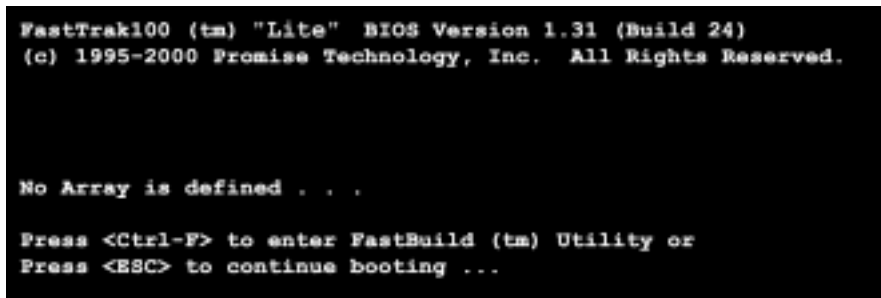 FastTrak100 (tm) "Lite" BIOS Version 1.31 (Build 24)
(c) 1995-2000 Promise Technology, Inc. All Rights Reserved.
No Array is defined . . .
Press <Ctrl-F> to enter FastBuild (tm) Utility or
Press <ESC> to continue booting ...